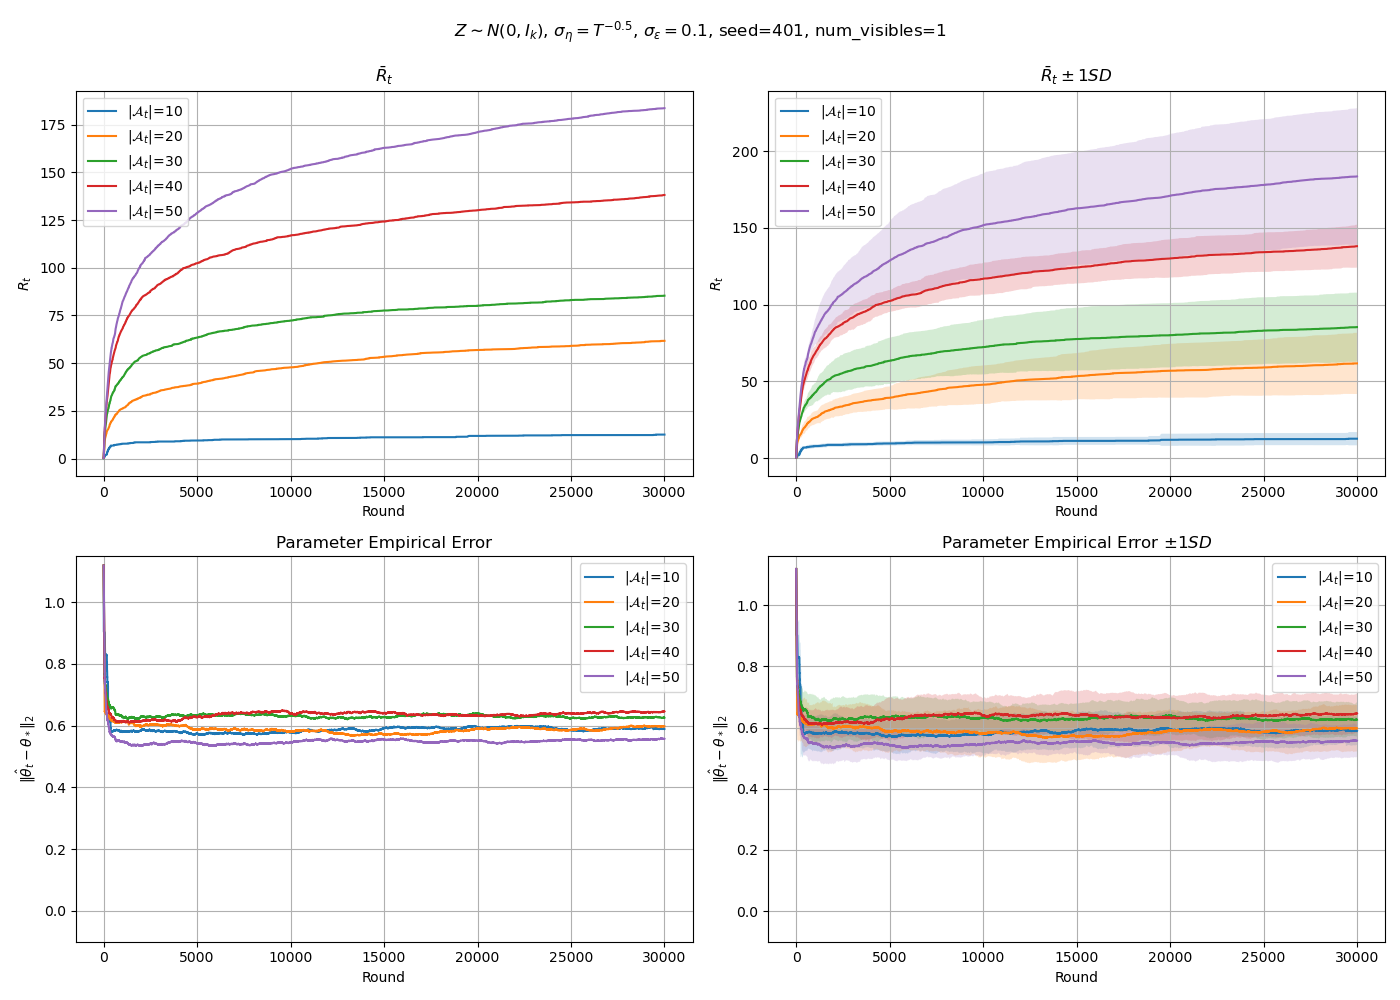 Z ∼ N(0, I_k), σ_η = T^{−0.5}, σ_ε = 0.1, seed=401, num_visibles=1
R̄_t
R_t
175
150
125
100
75
50
25
0
|𝒜_t|=10
|𝒜_t|=20
|𝒜_t|=30
|𝒜_t|=40
|𝒜_t|=50
0 5000 10000 15000 20000 25000 30000
Round
R̄_t ± 1SD
R_t
200
150
100
50
0
|𝒜_t|=10
|𝒜_t|=20
|𝒜_t|=30
|𝒜_t|=40
|𝒜_t|=50
0 5000 10000 15000 20000 25000 30000
Round
Parameter Empirical Error
‖θ̂_t − θ_*‖_2
1.0
0.8
0.6
0.4
0.2
0.0
|𝒜_t|=10
|𝒜_t|=20
|𝒜_t|=30
|𝒜_t|=40
|𝒜_t|=50
0 5000 10000 15000 20000 25000 30000
Round
Parameter Empirical Error ±1SD
‖θ̂_t − θ_*‖_2
1.0
0.8
0.6
0.4
0.2
0.0
|𝒜_t|=10
|𝒜_t|=20
|𝒜_t|=30
|𝒜_t|=40
|𝒜_t|=50
0 5000 10000 15000 20000 25000 30000
Round